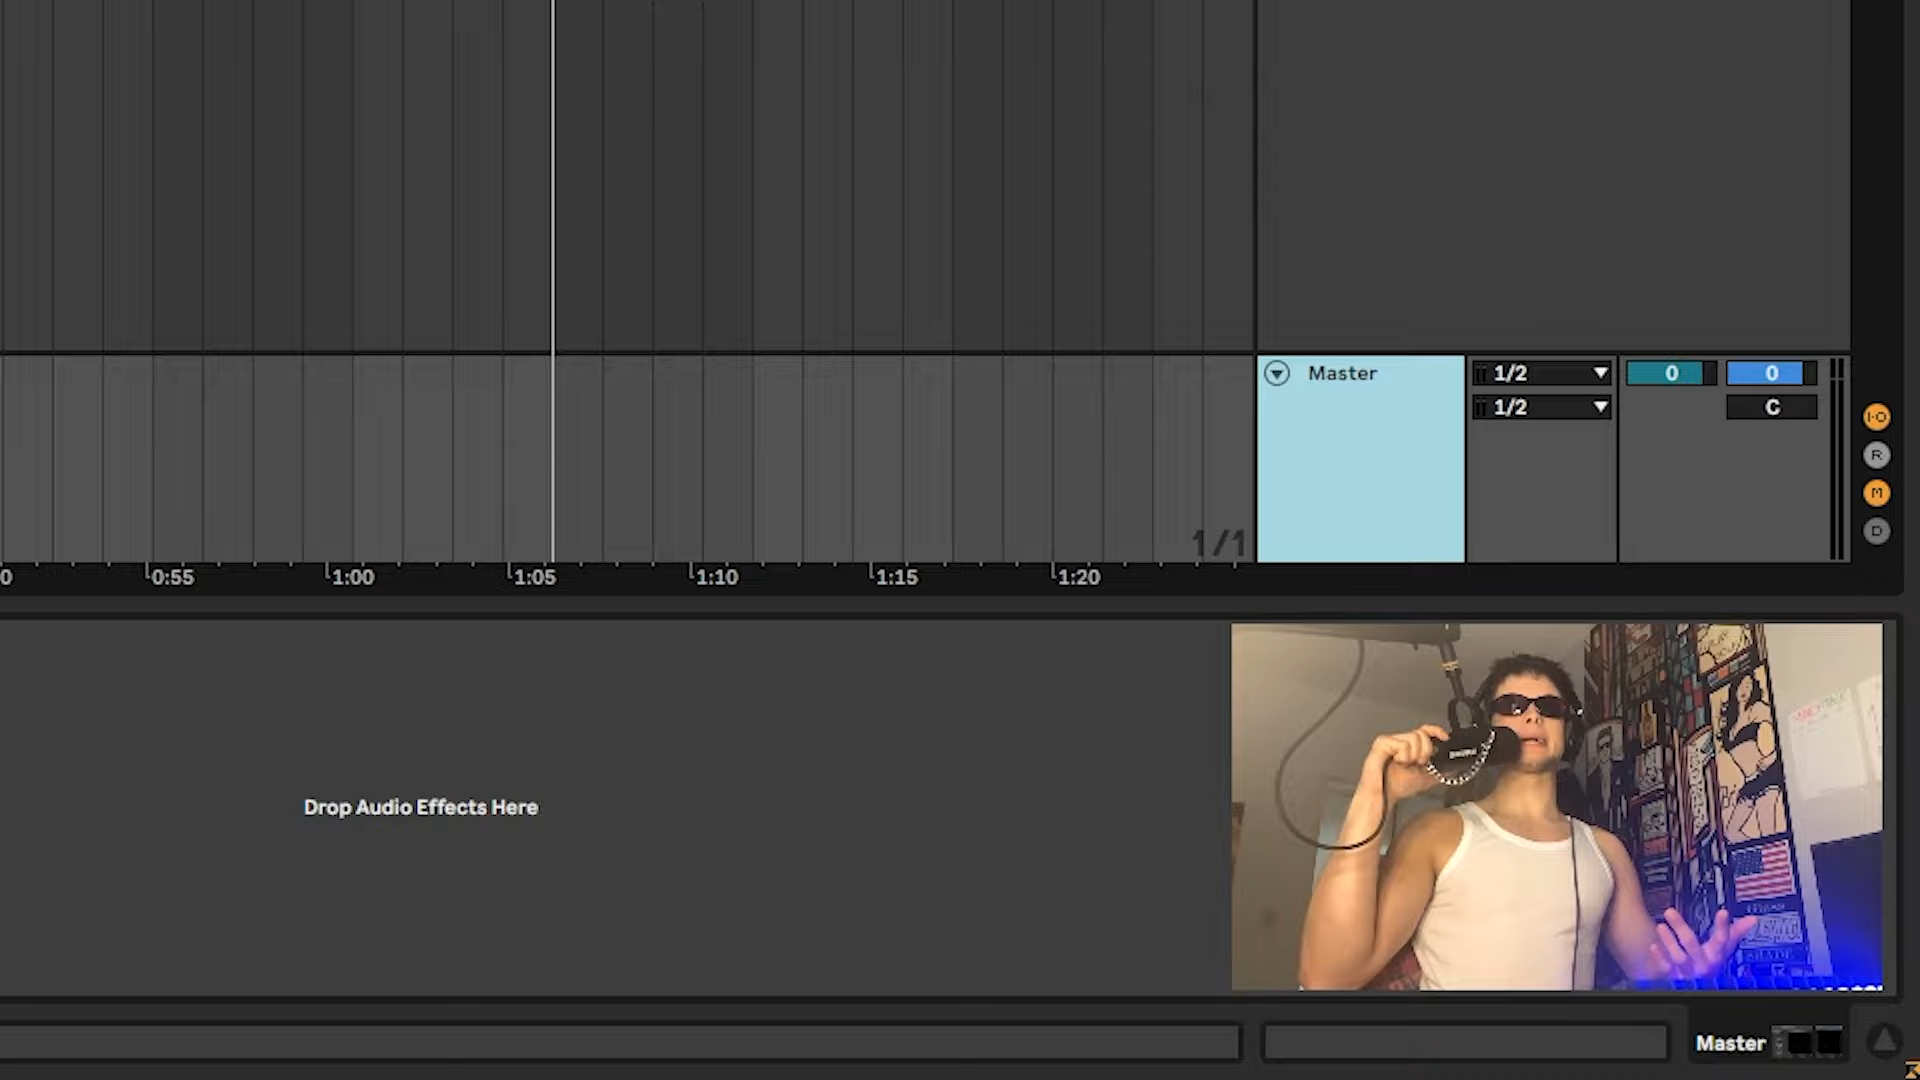 Master
1/2
0
0
1/2
C
I-O
R
M
D
1/1
0
0:55
1:00
1:05
1:10
1:15
1:20
Drop Audio Effects Here
Master